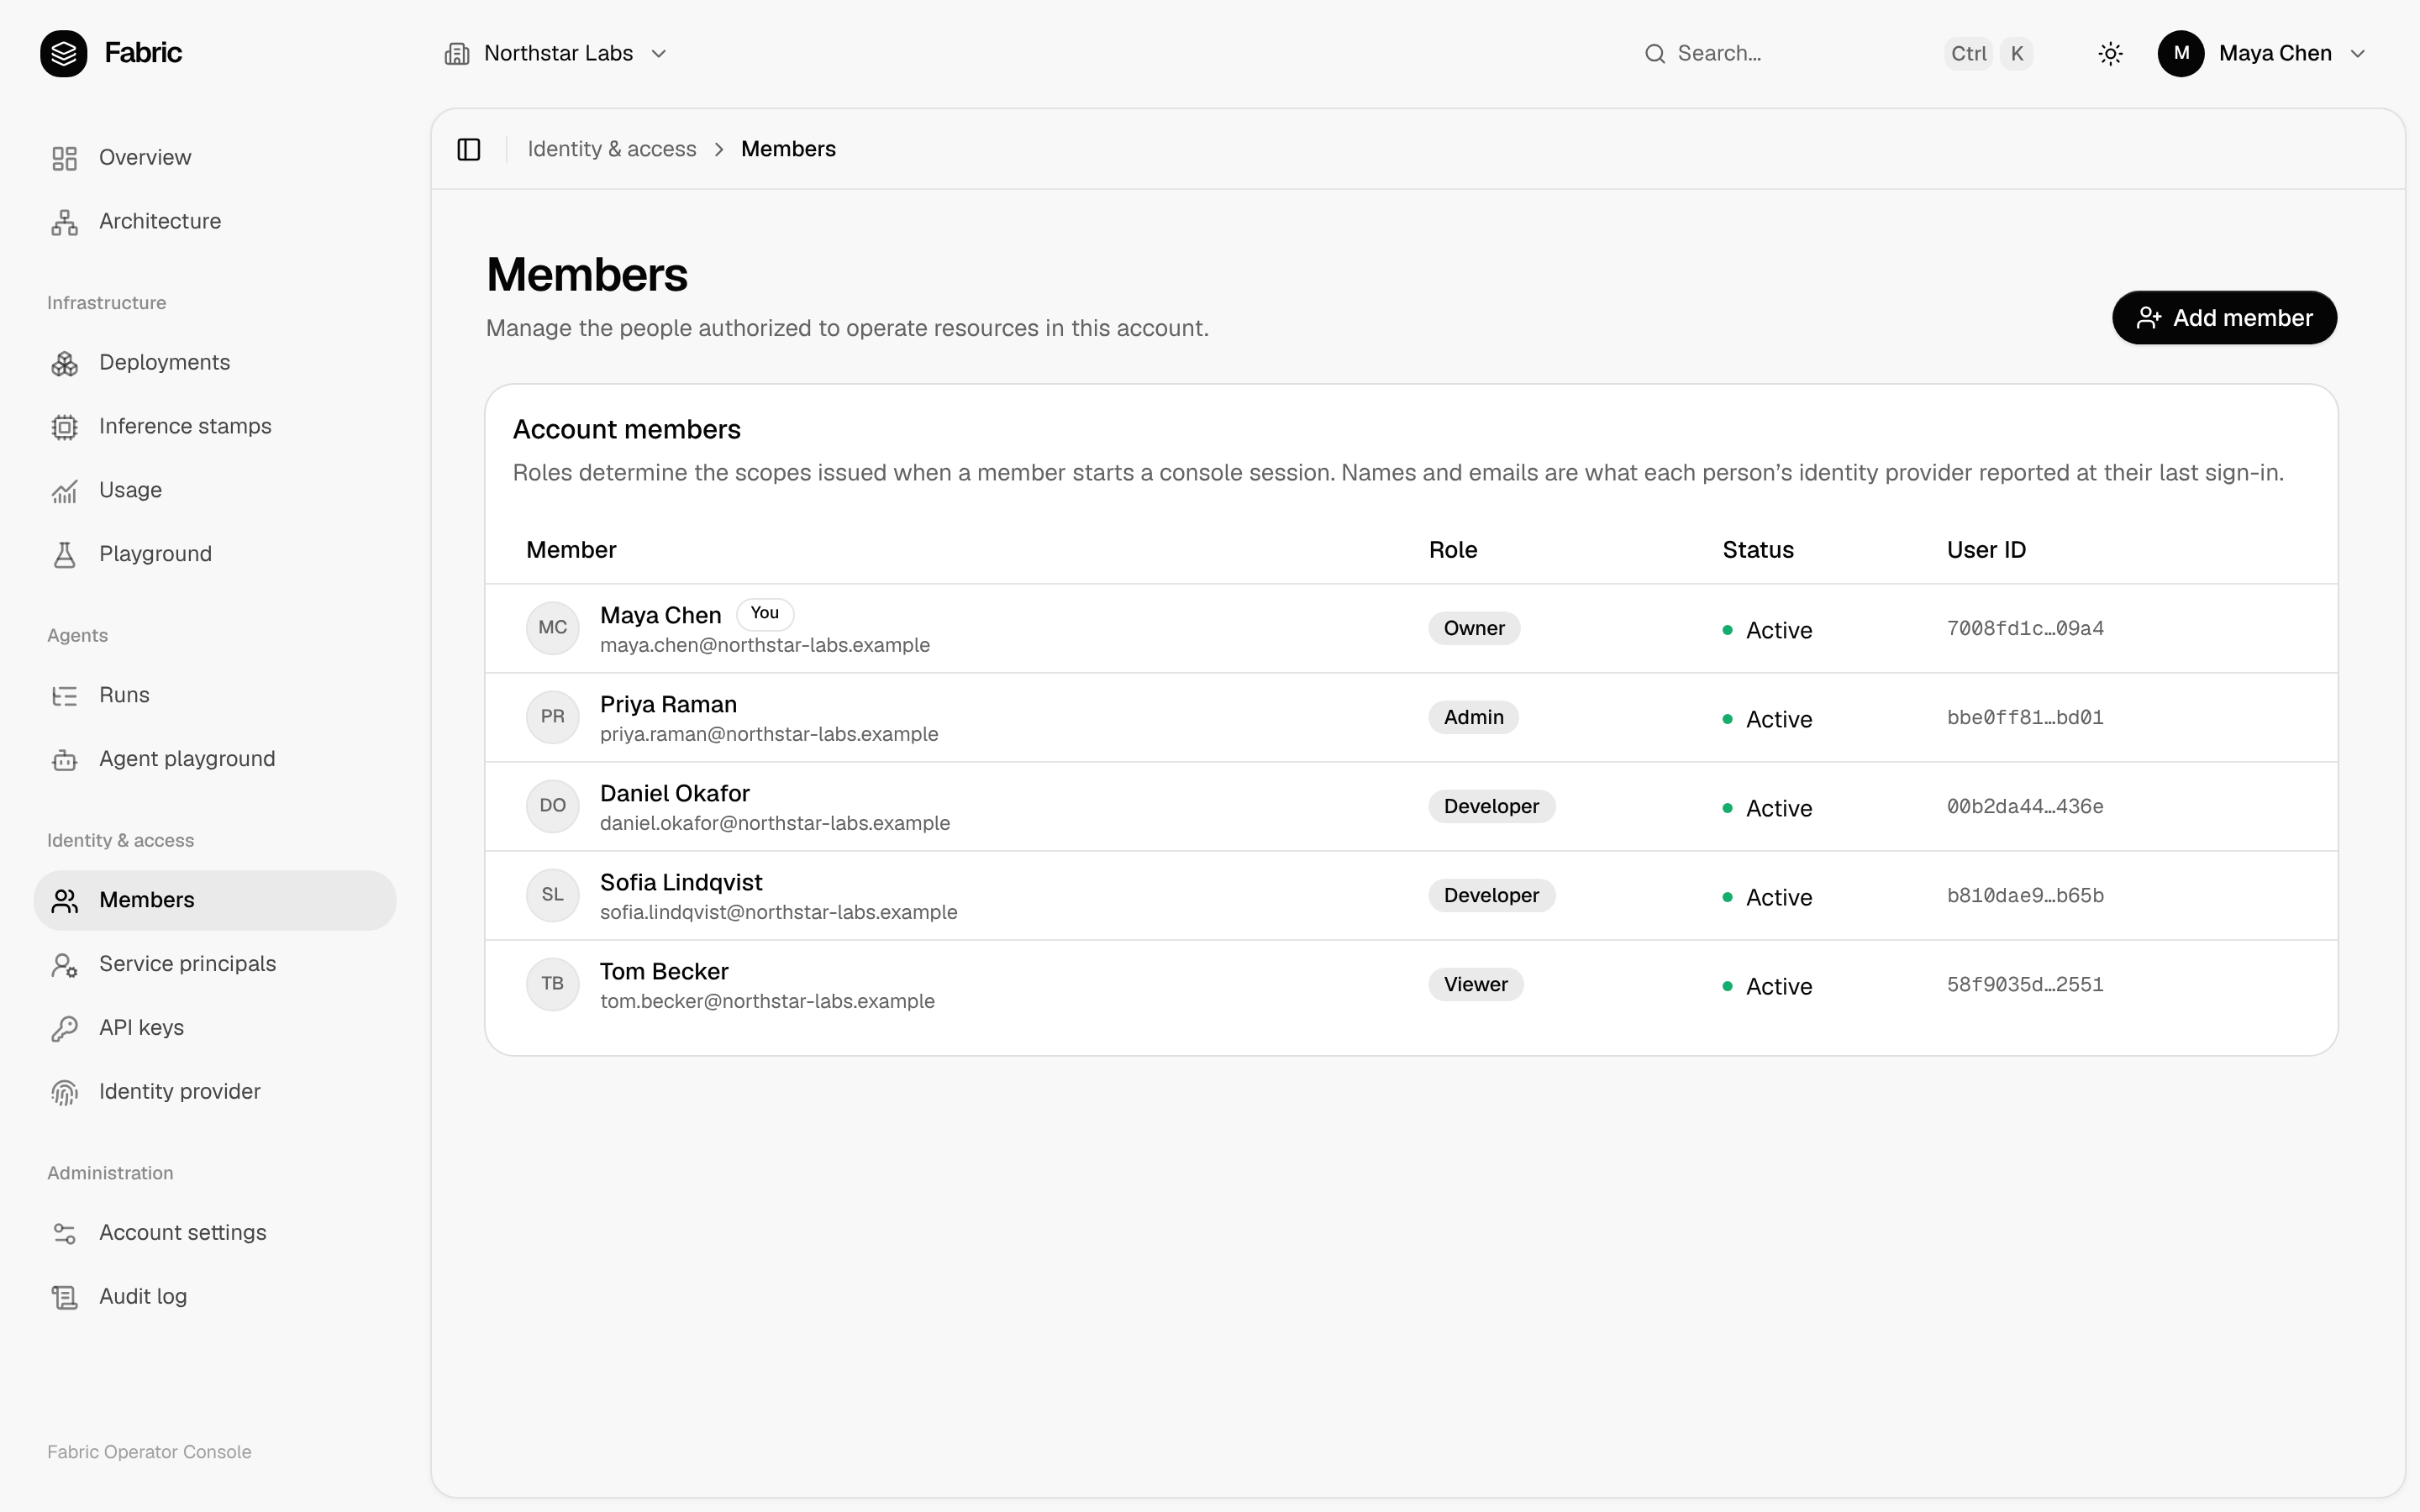 Fabric
Northstar Labs
Search...
Ctrl K
M
Maya Chen
Overview
Architecture
Infrastructure
Deployments
Inference stamps
Usage
Playground
Agents
Runs
Agent playground
Identity & access
Members
Service principals
API keys
Identity provider
Administration
Account settings
Audit log
Fabric Operator Console
Identity & access > Members
Members
Manage the people authorized to operate resources in this account.
Add member
Account members
Roles determine the scopes issued when a member starts a console session. Names and emails are what each person’s identity provider reported at their last sign-in.
Member Role Status User ID
MC Maya Chen You Owner Active 7008fd1c…09a4
maya.chen@northstar-labs.example
PR Priya Raman Admin Active bbe0ff81…bd01
priya.raman@northstar-labs.example
DO Daniel Okafor Developer Active 00b2da44…436e
daniel.okafor@northstar-labs.example
SL Sofia Lindqvist Developer Active b810dae9…b65b
sofia.lindqvist@northstar-labs.example
TB Tom Becker Viewer Active 58f9035d…2551
tom.becker@northstar-labs.example